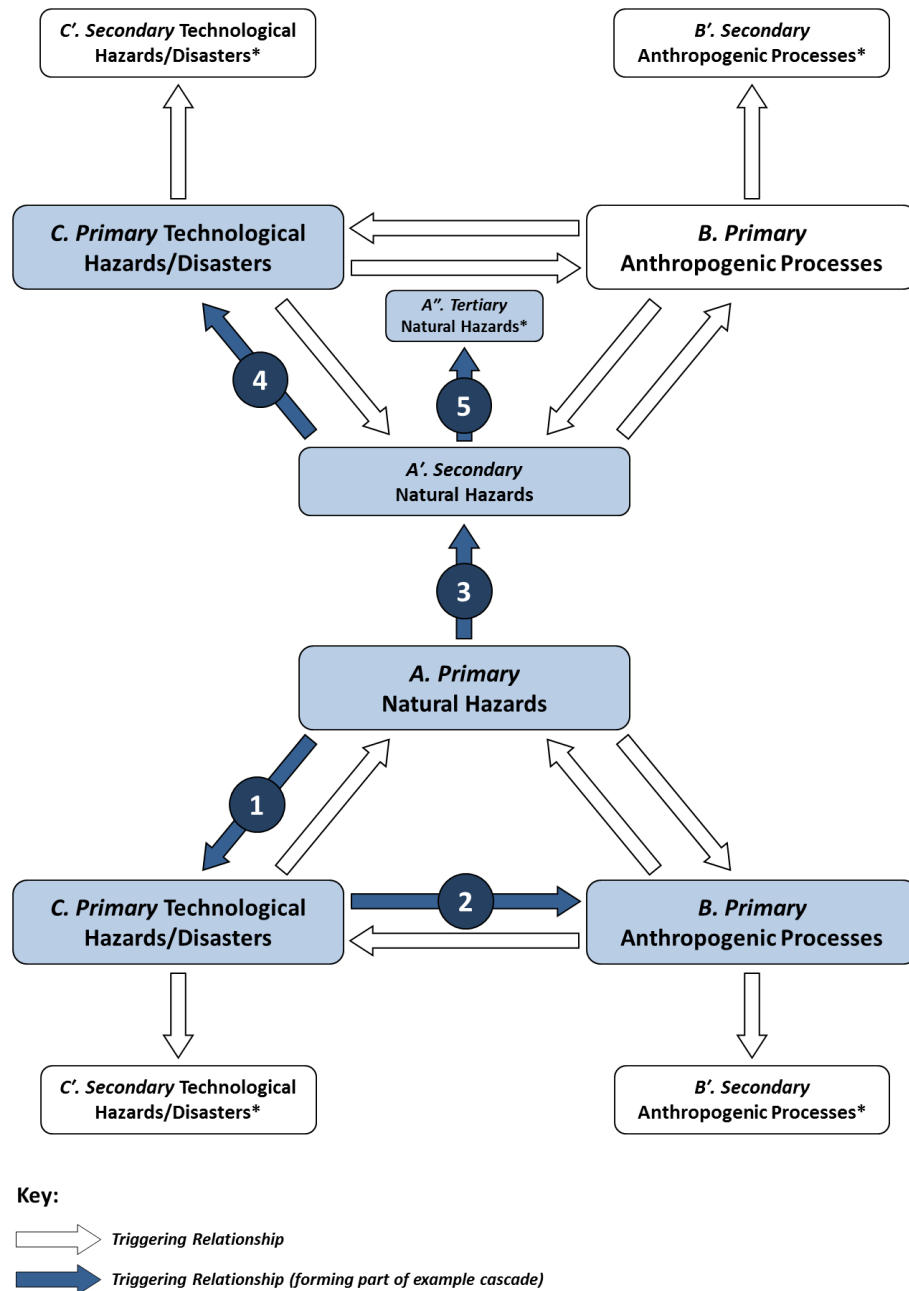 C′. Secondary Technological
Hazards/Disasters*
B′. Secondary
Anthropogenic Processes*
C. Primary Technological
Hazards/Disasters
B. Primary
Anthropogenic Processes
A′′. Tertiary
Natural Hazards*
4
5
A′. Secondary
Natural Hazards
3
A. Primary
Natural Hazards
1
C. Primary Technological
Hazards/Disasters
2
B. Primary
Anthropogenic Processes
C′. Secondary Technological
Hazards/Disasters*
B′. Secondary
Anthropogenic Processes*
Key:
Triggering Relationship
Triggering Relationship (forming part of example cascade)